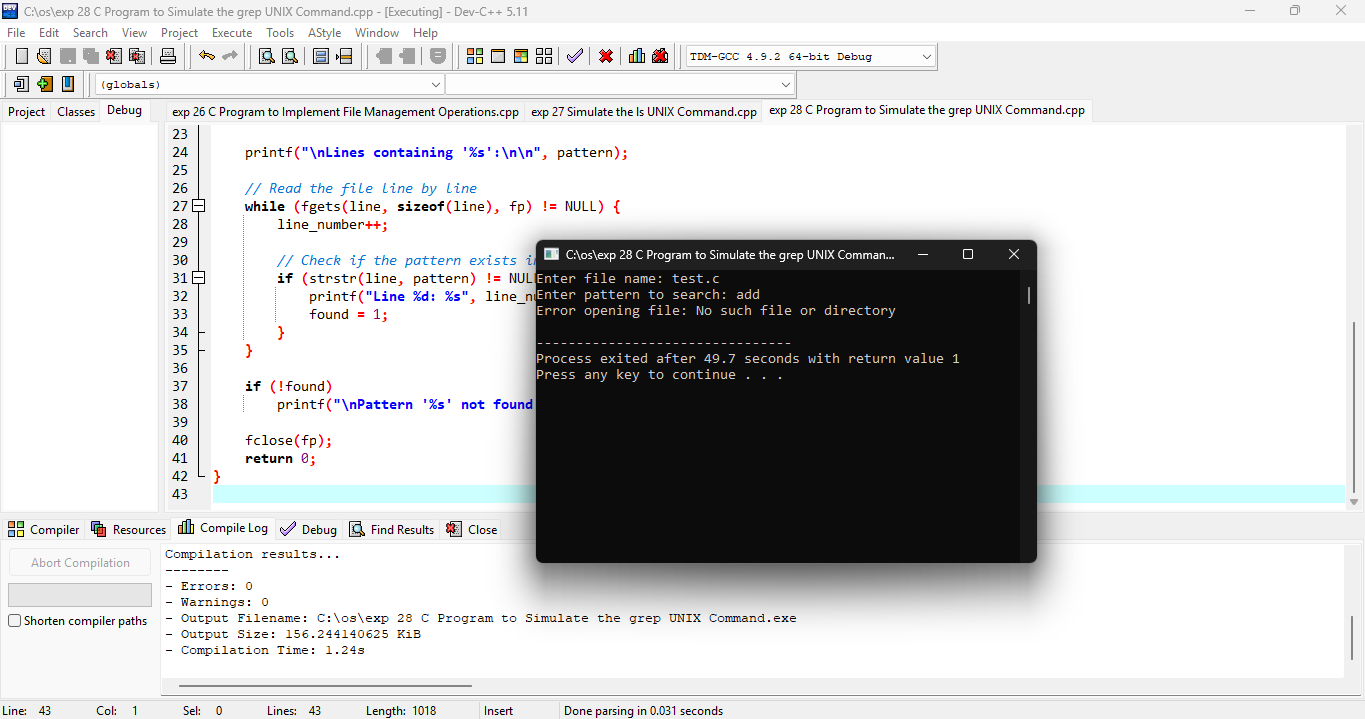 C:\os\exp 28 C Program to Simulate the grep UNIX Command.cpp - [Executing] - Dev-C++ 5.11
File Edit Search View Project Execute Tools AStyle Window Help
TDM-GCC 4.9.2 64-bit Debug
(globals)
Project Classes Debug
exp 26 C Program to Implement File Management Operations.cpp exp 27 Simulate the ls UNIX Command.cpp exp 28 C Program to Simulate the grep UNIX Command.cpp
23
24 printf("\nLines containing '%s':\n\n", pattern);
25
26 // Read the file line by line
27 while (fgets(line, sizeof(line), fp) != NULL) {
28 line_number++;
29
30 // Check if the pattern exists
31 if (strstr(line, pattern) != NULL
32 printf("Line %d: %s",
33 found = 1;
34 }
35 }
36
37 if (!found)
38 printf("\nPattern '%s' not found
39
40 fclose(fp);
41 return 0;
42 }
43
C:\os\exp 28 C Program to Simulate the grep UNIX Comman...
Enter file name: test.c
Enter pattern to search: add
Error opening file: No such file or directory
--------------------------------
Process exited after 49.7 seconds with return value 1
Press any key to continue . . .
Compiler Resources Compile Log Debug Find Results Close
Abort Compilation
Shorten compiler paths
Compilation results...
--------
- Errors: 0
- Warnings: 0
- Output Filename: C:\os\exp 28 C Program to Simulate the grep UNIX Command.exe
- Output Size: 156.244140625 KiB
- Compilation Time: 1.24s
Line: 43 Col: 1 Sel: 0 Lines: 43 Length: 1018 Insert Done parsing in 0.031 seconds